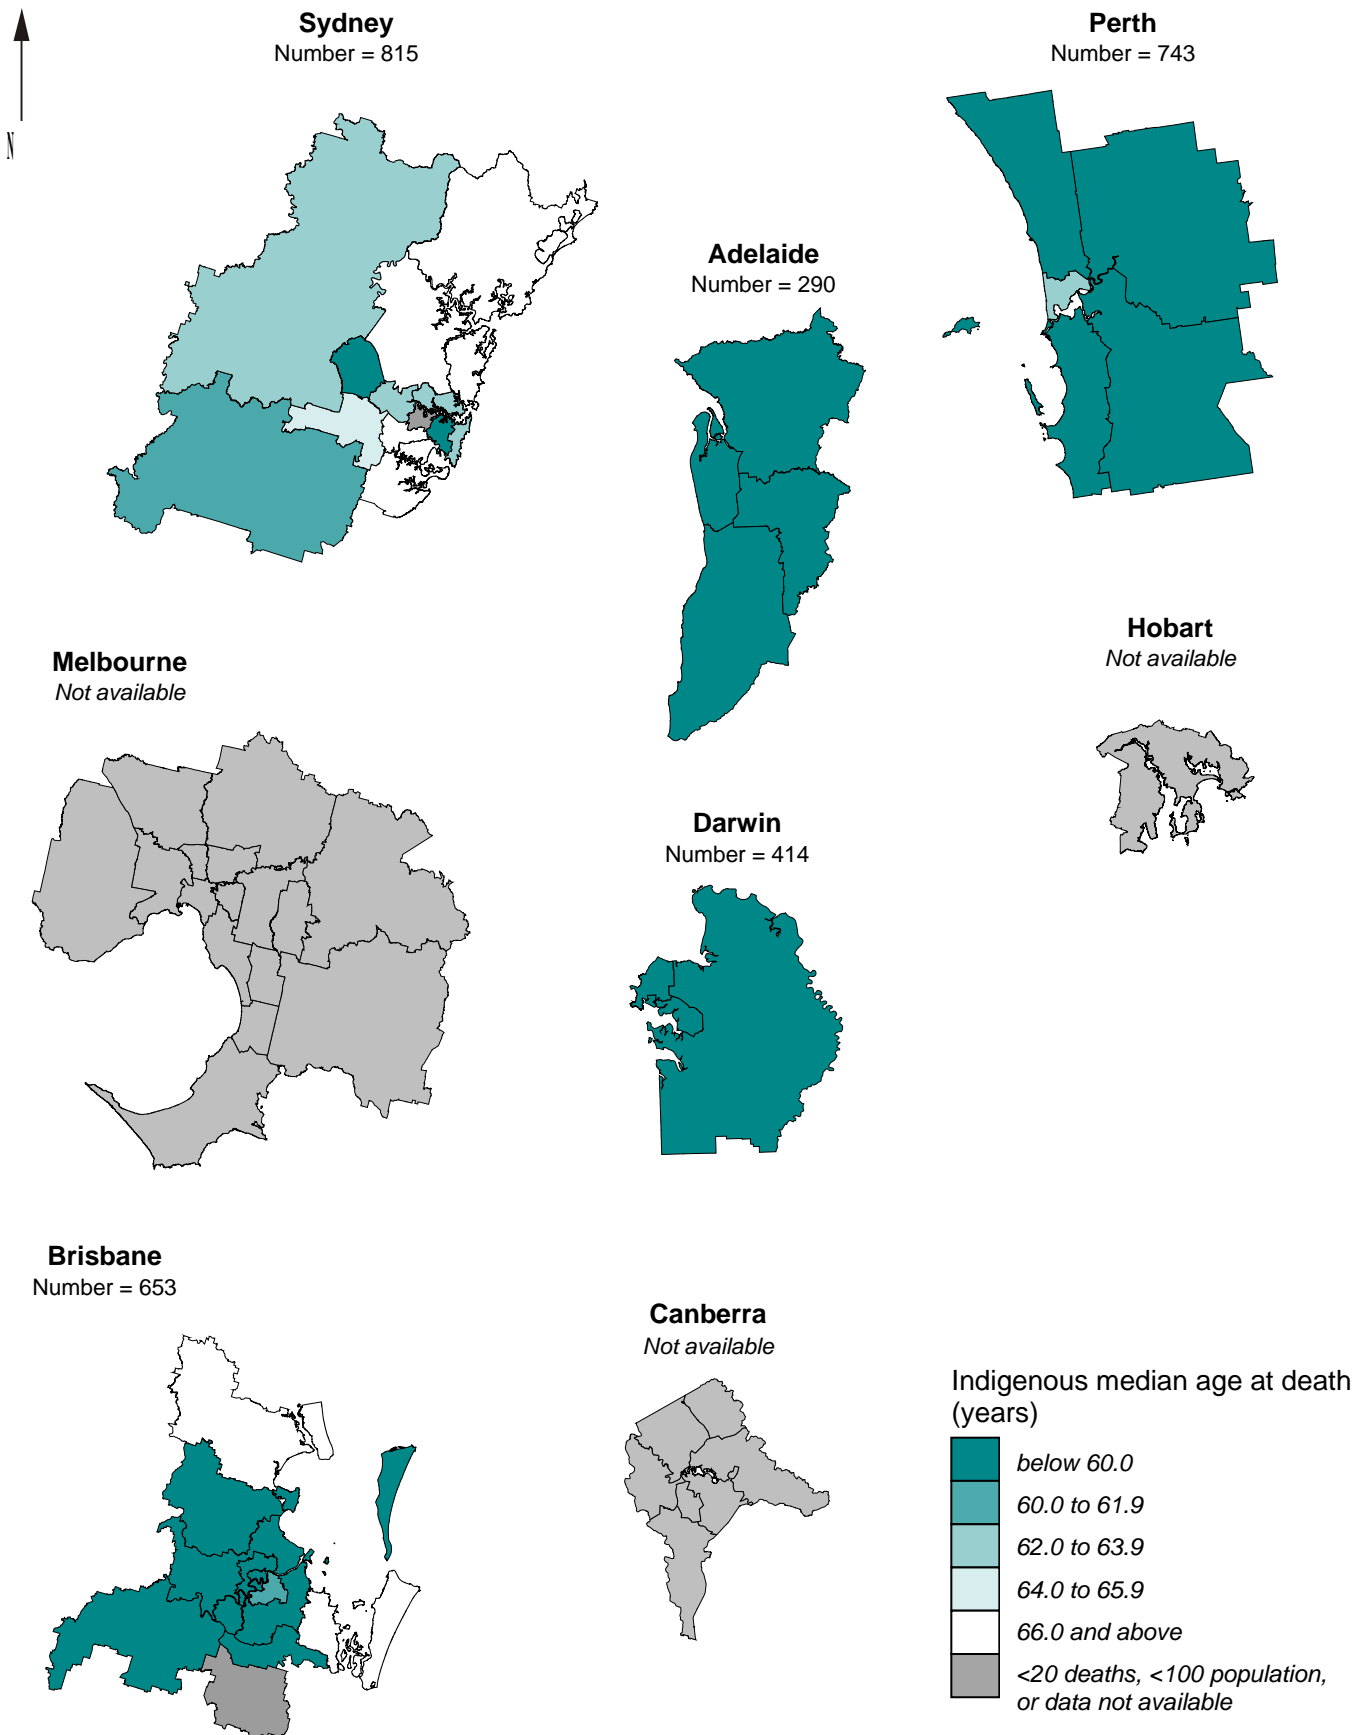 Sydney
Number = 815
Perth
Number = 743
N
Adelaide
Number = 290
Hobart
Not available
Melbourne
Not available
Darwin
Number = 414
Brisbane
Number = 653
Canberra
Not available
Indigenous median age at death
(years)
below 60.0
60.0 to 61.9
62.0 to 63.9
64.0 to 65.9
66.0 and above
<20 deaths, <100 population,
or data not available